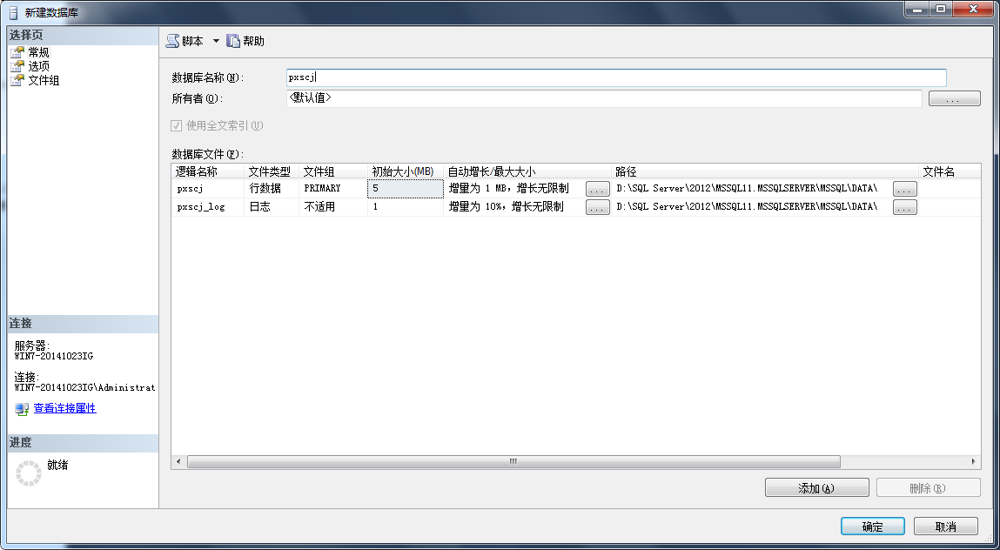 新建数据库
选择页
常规
选项
文件组
脚本 帮助
数据库名称(N):
pxscj
所有者(O):
<默认值>
...
使用全文索引(U)
数据库文件(F):
逻辑名称 文件类型 文件组 初始大小(MB) 自动增长/最大大小 路径 文件名
pxscj 行数据 PRIMARY 5 增量为 1 MB，增长无限制 ... D:\SQL Server\2012\MSSQL11.MSSQLSERVER\MSSQL\DATA\ ...
pxscj_log 日志 不适用 1 增量为 10%，增长无限制 ... D:\SQL Server\2012\MSSQL11.MSSQLSERVER\MSSQL\DATA\ ...
连接
服务器:
WIN7-20141023IG
连接:
WIN7-20141023IG\Administrat
查看连接属性
进度
就绪
添加(A) 删除(R)
确定 取消